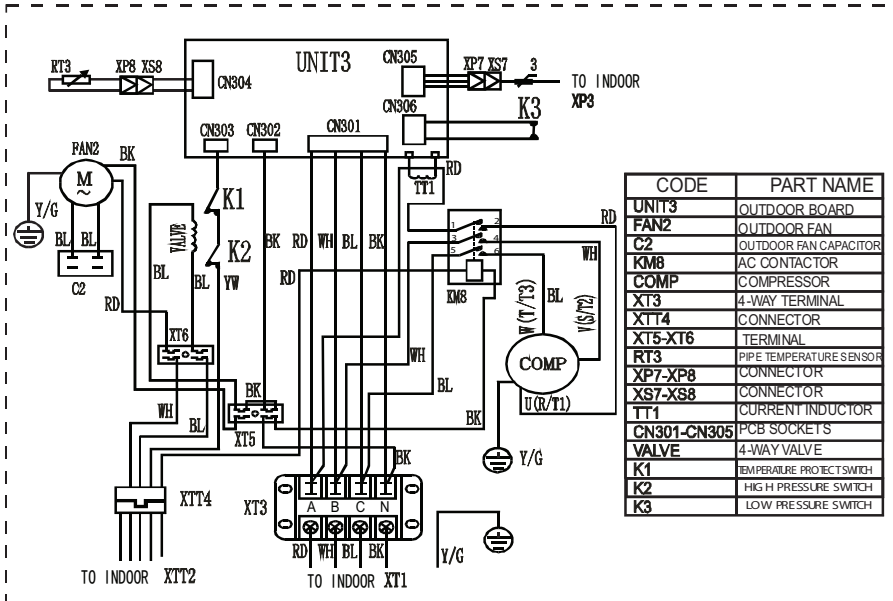 RT3 XP8 XS8
CN304
UNIT3
CN305
XP7 XS7 3
TO INDOOR
XP3
CN306
K3
CN303 CN302 CN301
FAN2
BK
M
~
Y/G
BL BL
C2
RD
VALVE
K1
K2
BL
BL
YW
BK RD WH BL BK
TT1
RD
RD
1 2
3 4
5 6
KM8
RD
WH
W(T/T3)
BL
V(S/T2)
COMP
U(R/T1)
Y/G
XT6
WH
BL
BK
XT5
WH
BL
BK
BK
XTT4
XT3
A B C N
RD WH BL BK
Y/G
TO INDOOR XTT2
TO INDOOR XT1
CODE PART NAME
UNIT3 OUTDOOR BOARD
FAN2 OUTDOOR FAN
C2 OUTDOOR FAN CAPACITOR
KM8 AC CONTACTOR
COMP COMPRESSOR
XT3 4-WAY TERMINAL
XTT4 CONNECTOR
XT5-XT6 TERMINAL
RT3 PIPE TEMPERATURE SENSOR
XP7-XP8 CONNECTOR
XS7-XS8 CONNECTOR
TT1 CURRENT INDUCTOR
CN301-CN305 PCB SOCKETS
VALVE 4-WAY VALVE
K1 TEMPERATURE PROTECT SWITCH
K2 HIGH PRESSURE SWITCH
K3 LOW PRESSURE SWITCH